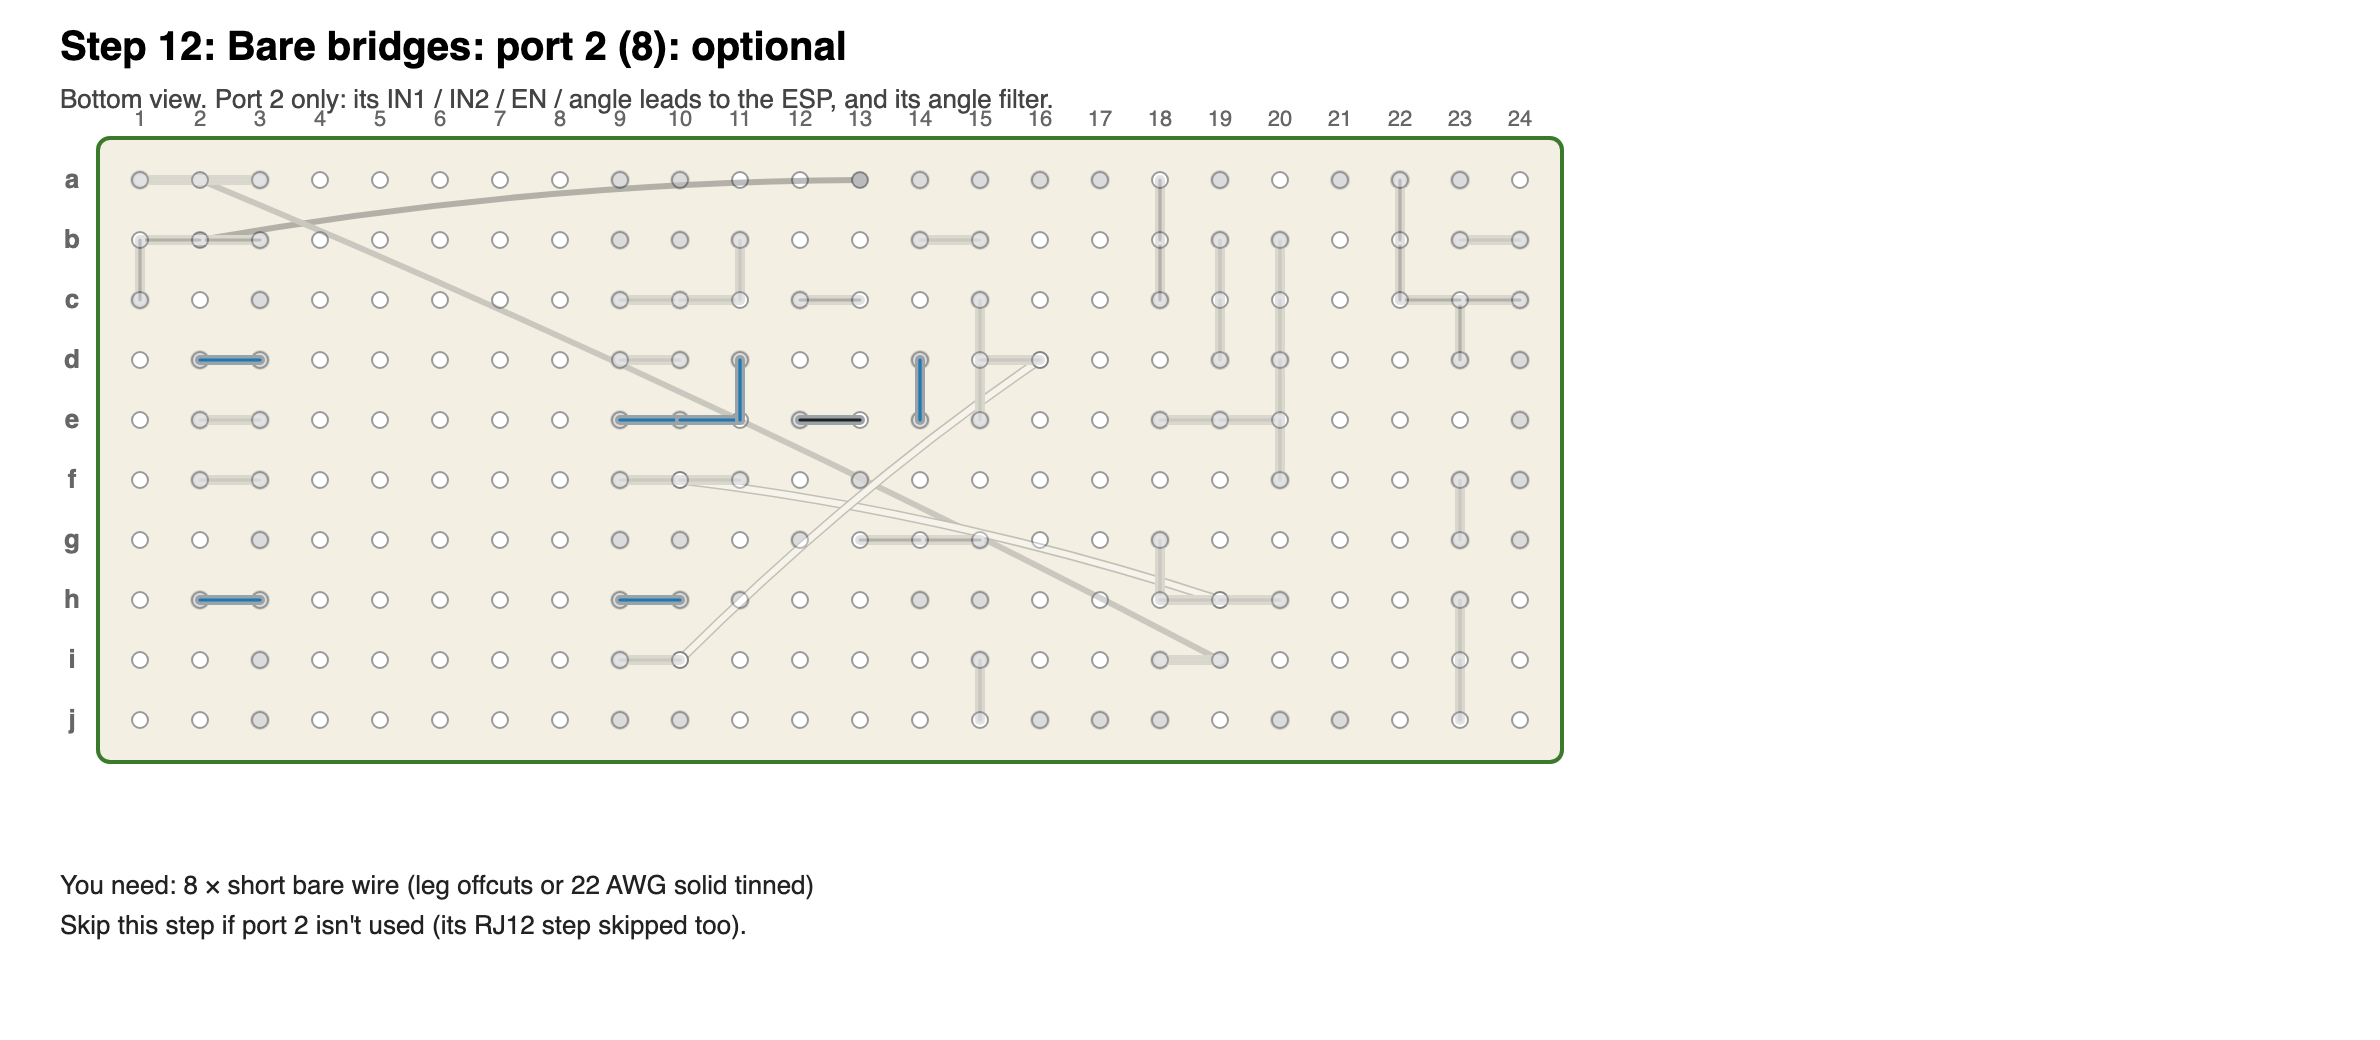 Step 12: Bare bridges: port 2 (8): optional
Bottom view. Port 2 only: its IN1 / IN2 / EN / angle leads to the ESP, and its angle filter.
1 2 3 4 5 6 7 8 9 10 11 12 13 14 15 16 17 18 19 20 21 22 23 24
a
b
c
d
e
f
g
h
i
j
You need: 8 × short bare wire (leg offcuts or 22 AWG solid tinned)
Skip this step if port 2 isn't used (its RJ12 step skipped too).